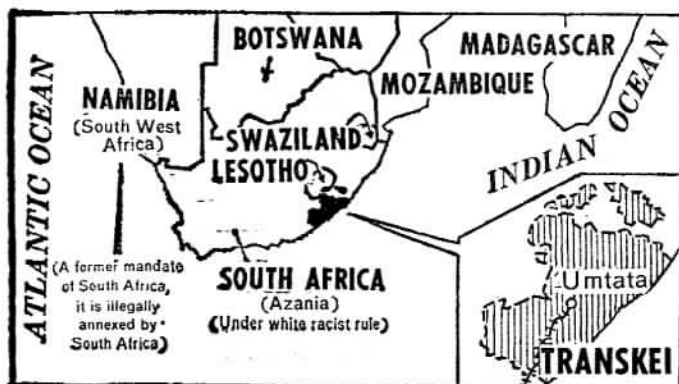 ATLANTIC OCEAN
BOTSWANA
MADAGASCAR
MOZAMBIQUE
NAMIBIA
(South West
Africa)
SWAZILAND
LESOTHO
INDIAN OCEAN
(A former mandate
of South Africa,
it is illegally
annexed by
South Africa)
SOUTH AFRICA
(Azania)
(Under white racist rule)
Umtata
TRANSKEI